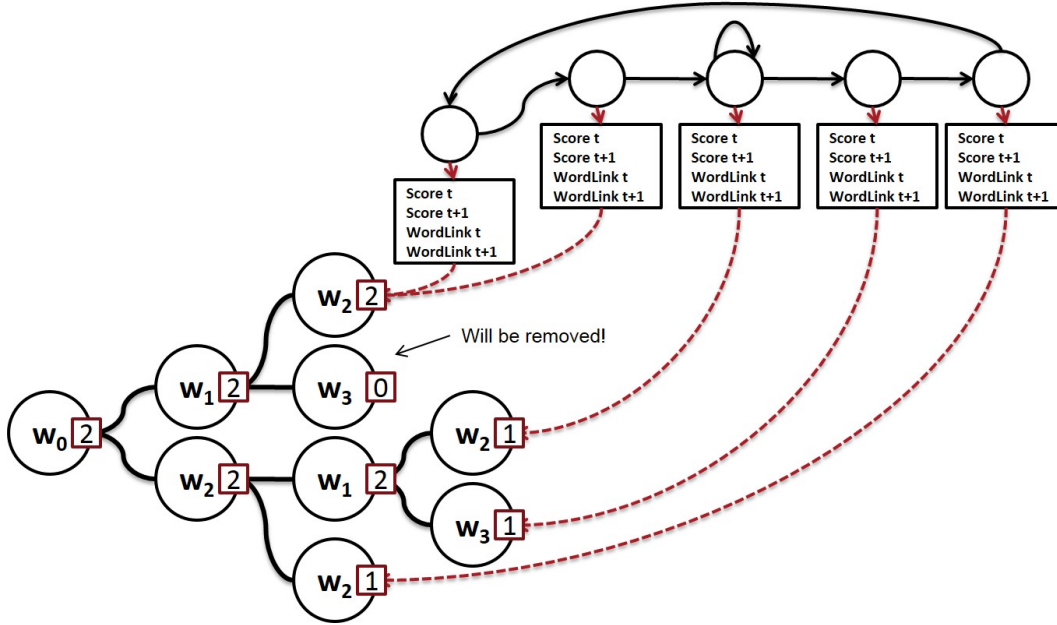 Score t
Score t+1
WordLink t
WordLink t+1
Score t
Score t+1
WordLink t
WordLink t+1
Score t
Score t+1
WordLink t
WordLink t+1
Score t
Score t+1
WordLink t
WordLink t+1
Score t
Score t+1
WordLink t
WordLink t+1
w₂ 2
Will be removed!
w₁ 2
w₃ 0
w₀ 2
w₂ 1
w₂ 2
w₁ 2
w₃ 1
w₂ 1